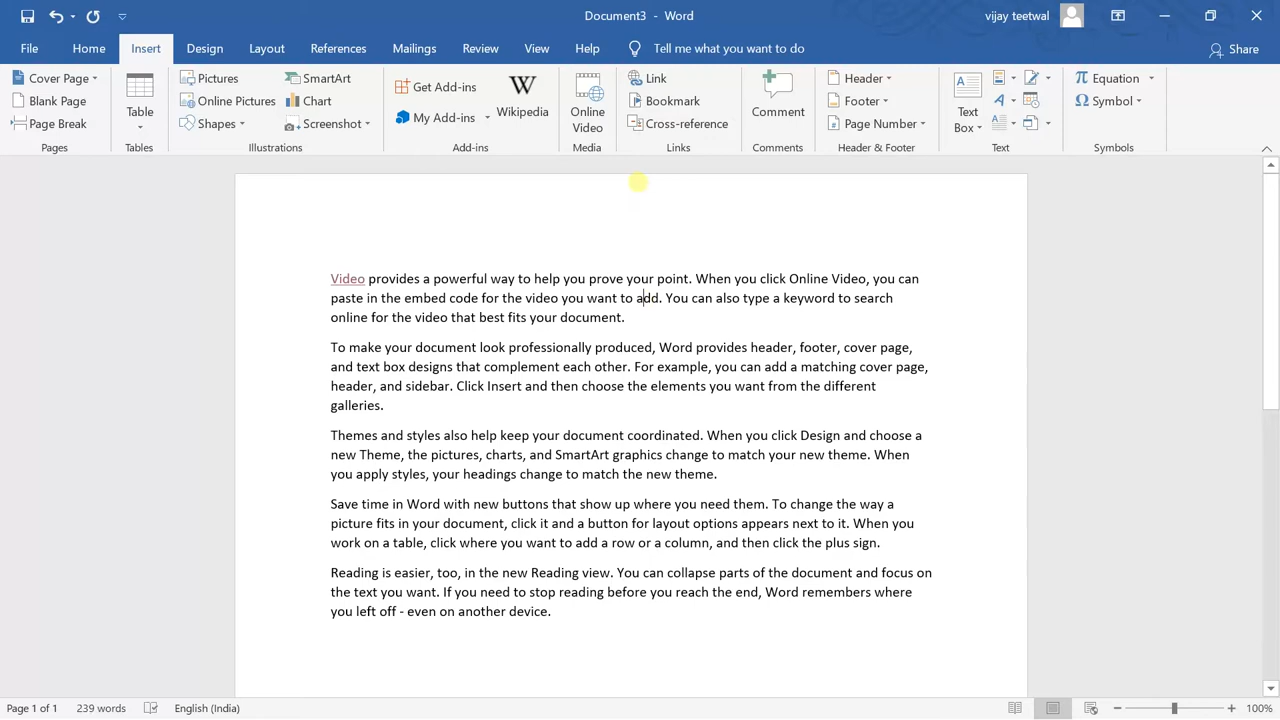 Document3 - Word
vijay teetwal
File Home Insert Design Layout References Mailings Review View Help Tell me what you want to do Share
Cover Page
Blank Page
Page Break
Pages
Table
Tables
Pictures
Online Pictures
Shapes
SmartArt
Chart
Screenshot
Illustrations
Get Add-ins
My Add-ins
W
Wikipedia
Add-ins
Online
Video
Media
Link
Bookmark
Cross-reference
Links
Comment
Comments
Header
Footer
Page Number
Header & Footer
Text
Box
Text
Equation
Symbol
Symbols
Video provides a powerful way to help you prove your point. When you click Online Video, you can
paste in the embed code for the video you want to add. You can also type a keyword to search
online for the video that best fits your document.
To make your document look professionally produced, Word provides header, footer, cover page,
and text box designs that complement each other. For example, you can add a matching cover page,
header, and sidebar. Click Insert and then choose the elements you want from the different
galleries.
Themes and styles also help keep your document coordinated. When you click Design and choose a
new Theme, the pictures, charts, and SmartArt graphics change to match your new theme. When
you apply styles, your headings change to match the new theme.
Save time in Word with new buttons that show up where you need them. To change the way a
picture fits in your document, click it and a button for layout options appears next to it. When you
work on a table, click where you want to add a row or a column, and then click the plus sign.
Reading is easier, too, in the new Reading view. You can collapse parts of the document and focus on
the text you want. If you need to stop reading before you reach the end, Word remembers where
you left off - even on another device.
Page 1 of 1 239 words English (India) 100%